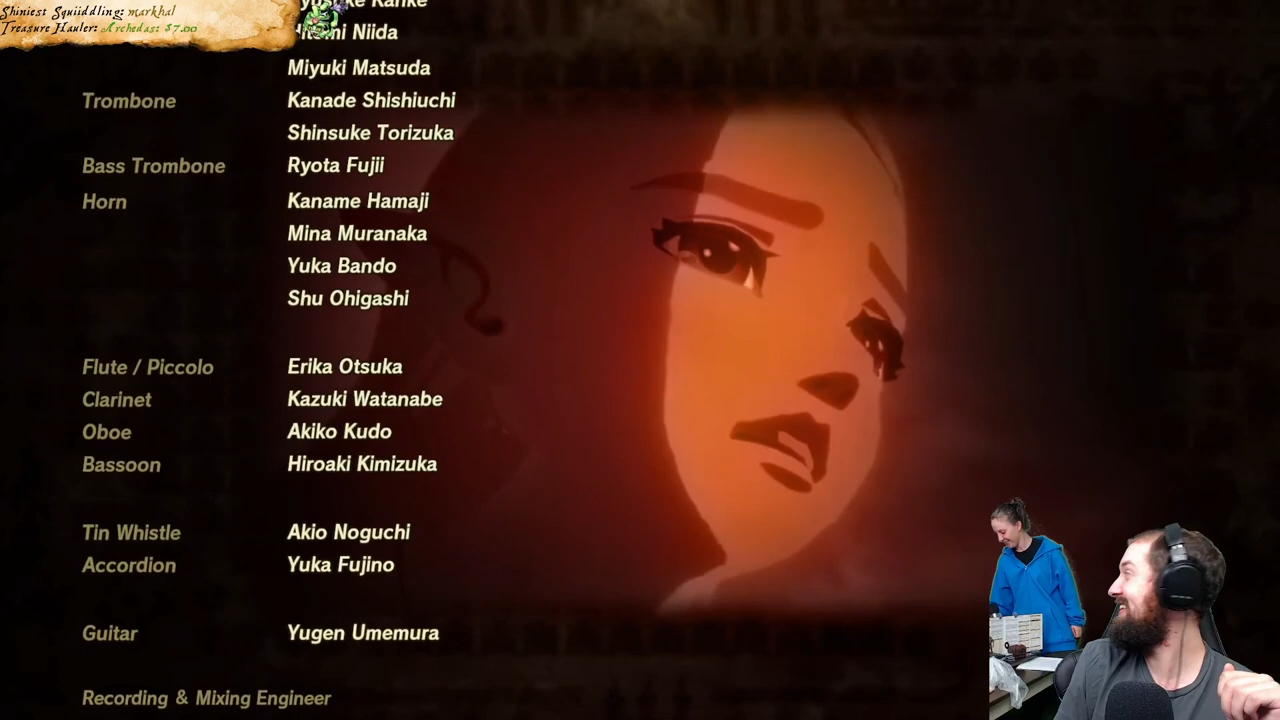 Shiniest Squiiddling: markhal
Treasure Hauler: Archedas: $7.00
Niida
Miyuki Matsuda
Trombone Kanade Shishiuchi
Shinsuke Torizuka
Bass Trombone Ryota Fujii
Horn Kaname Hamaji
Mina Muranaka
Yuka Bando
Shu Ohigashi
Flute / Piccolo Erika Otsuka
Clarinet Kazuki Watanabe
Oboe Akiko Kudo
Bassoon Hiroaki Kimizuka
Tin Whistle Akio Noguchi
Accordion Yuka Fujino
Guitar Yugen Umemura
Recording & Mixing Engineer